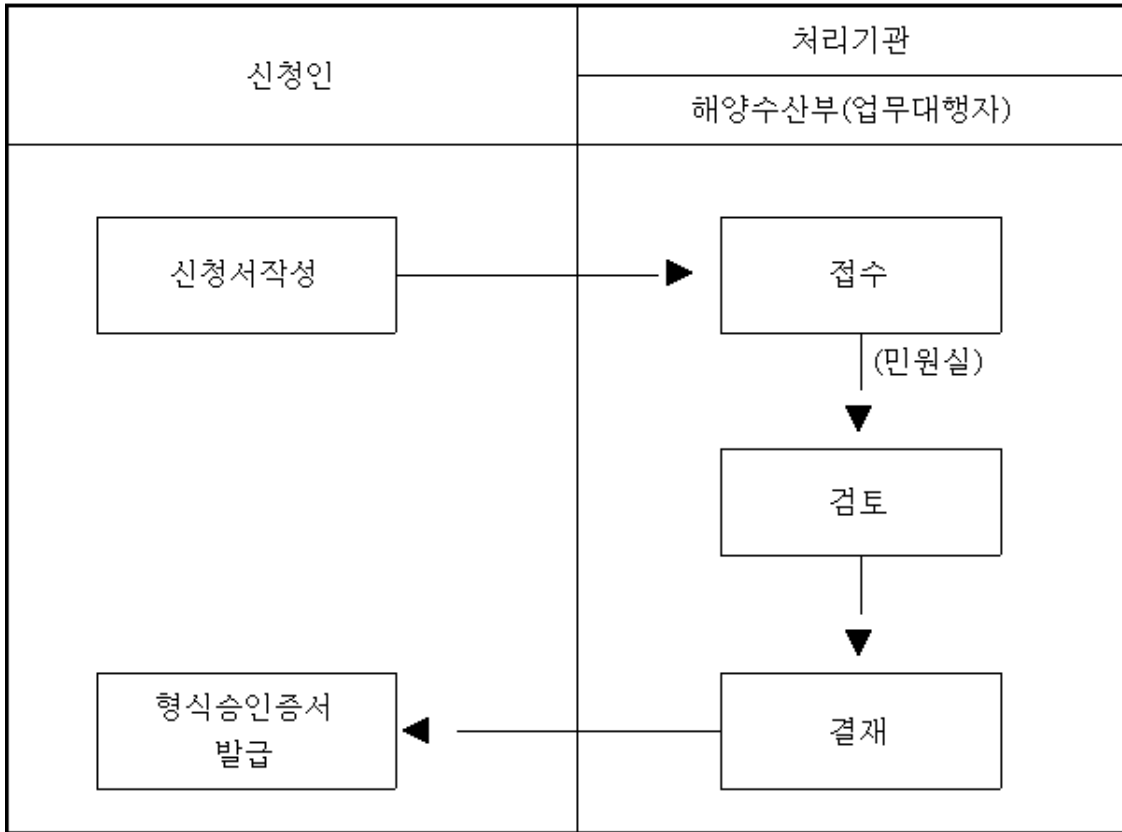 신청인
처리기관
해양수산부(업무대행자)
신청서작성
접수
(민원실)
검토
결재
형식승인증서
발급